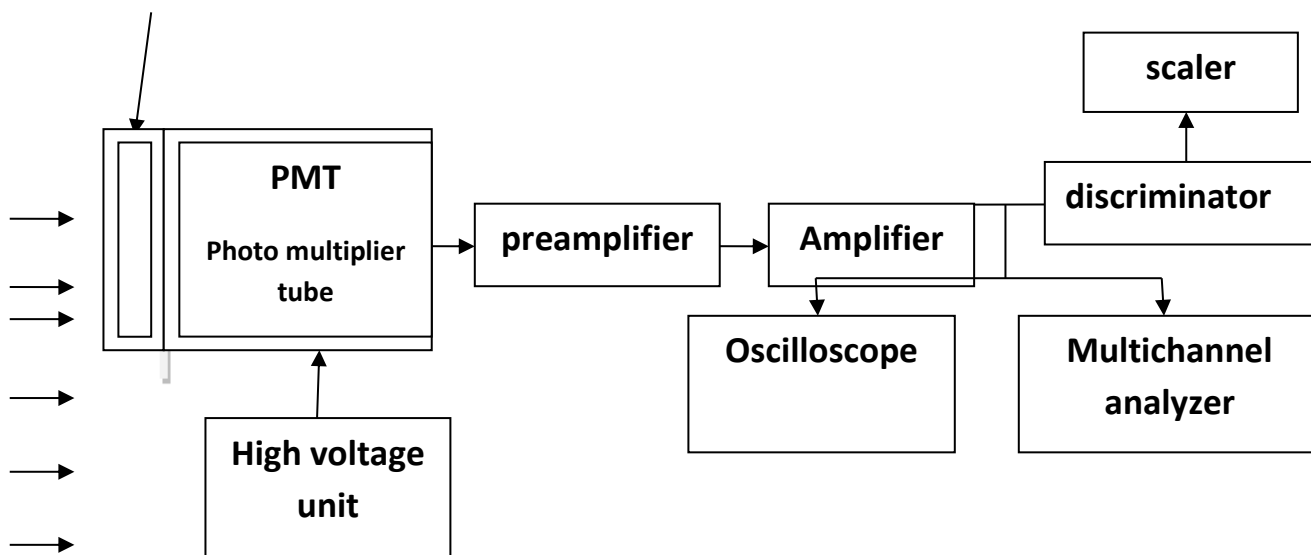 scaler
PMT
Photo multiplier
tube
preamplifier
Amplifier
discriminator
Oscilloscope
Multichannel
analyzer
High voltage
unit